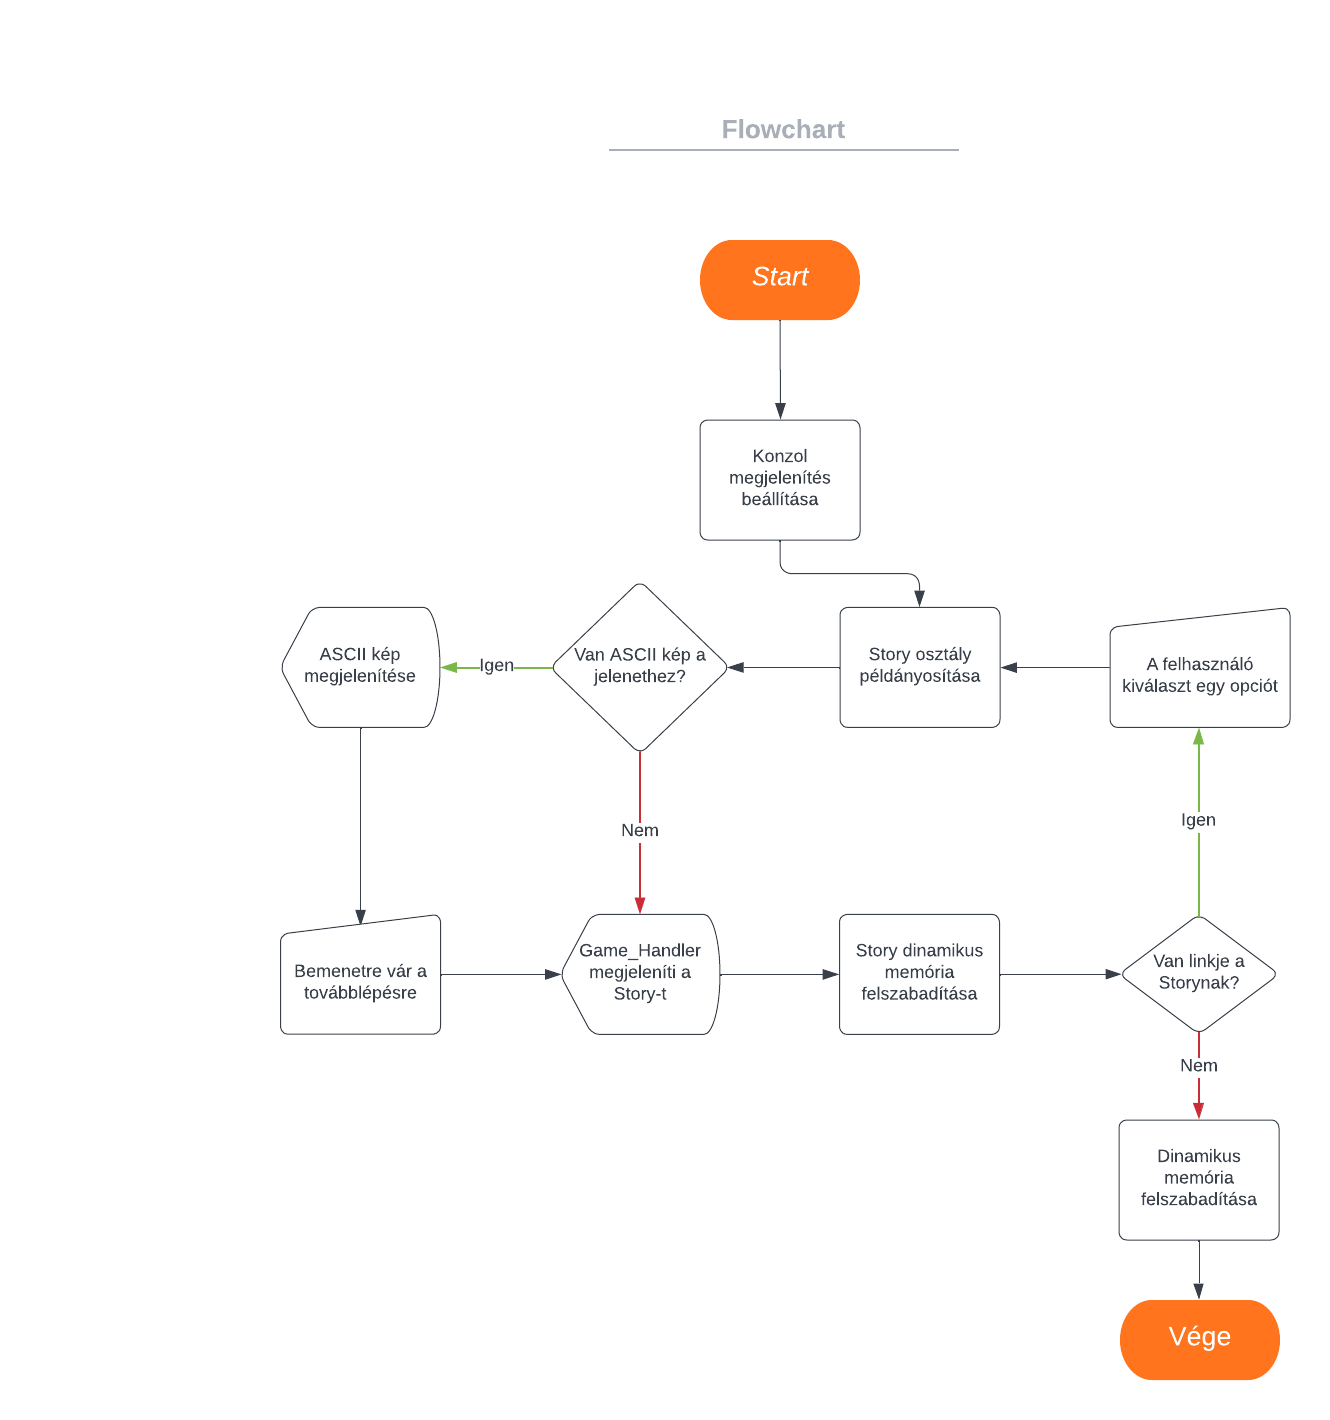 Flowchart
Start
Konzol
megjelenítés
beállítása
ASCII kép
megjelenítése
Igen
Van ASCII kép a
jelenethez?
Story osztály
példányosítása
A felhasználó
kiválaszt egy opciót
Nem
Igen
Bemenetre vár a
továbblépésre
Game_Handler
megjeleníti a
Story-t
Story dinamikus
memória
felszabadítása
Van linkje a
Storynak?
Nem
Dinamikus
memória
felszabadítása
Vége